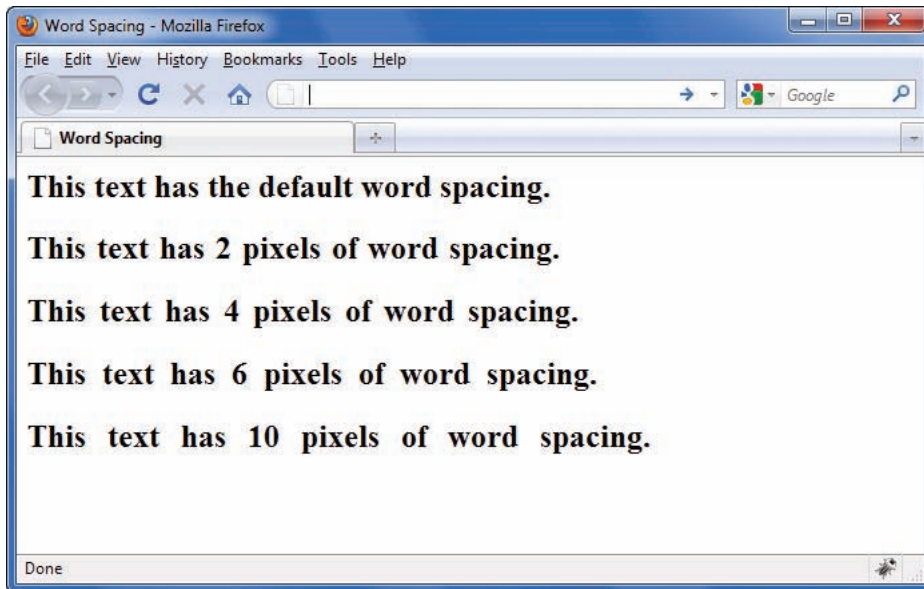 Word Spacing - Mozilla Firefox
File Edit View History Bookmarks Tools Help
Google
Word Spacing
This text has the default word spacing.
This text has 2 pixels of word spacing.
This text has 4 pixels of word spacing.
This text has 6 pixels of word spacing.
This text has 10 pixels of word spacing.
Done